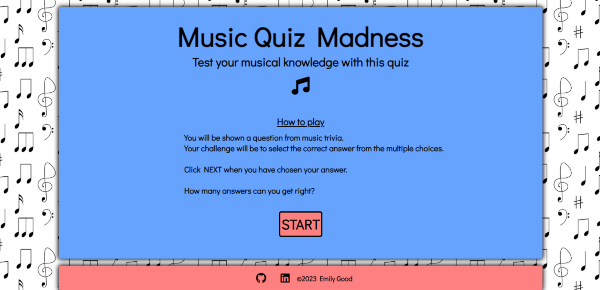 Music Quiz Madness
Test your musical knowledge with this quiz
How to play
You will be shown a question from music trivia.
Your challenge will be to select the correct answer from the multiple choices.
Click NEXT when you have chosen your answer.
How many answers can you get right?
START
©2023 Emily Good